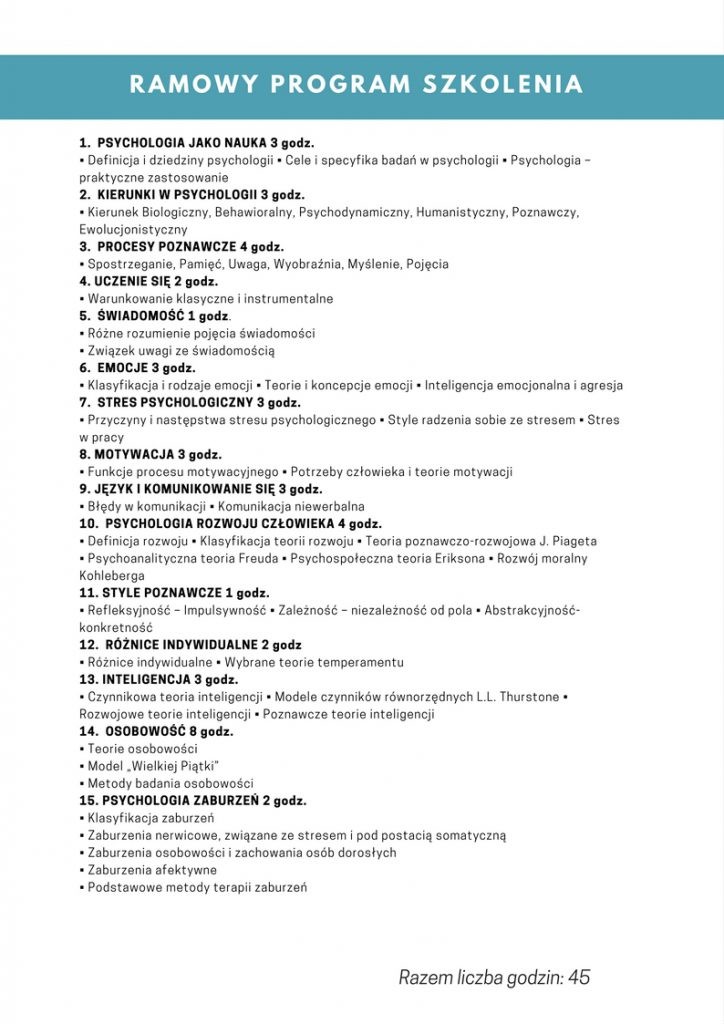 RAMOWY PROGRAM SZKOLENIA
1. PSYCHOLOGIA JAKO NAUKA 3 godz.
▪ Definicja i dziedziny psychologii ▪ Cele i specyfika badań w psychologii ▪ Psychologia –
praktyczne zastosowanie
2. KIERUNKI W PSYCHOLOGII 3 godz.
▪ Kierunek Biologiczny, Behawioralny, Psychodynamiczny, Humanistyczny, Poznawczy,
Ewolucjonistyczny
3. PROCESY POZNAWCZE 4 godz.
▪ Spostrzeganie, Pamięć, Uwaga, Wyobraźnia, Myślenie, Pojęcia
4. UCZENIE SIĘ 2 godz.
▪ Warunkowanie klasyczne i instrumentalne
5. ŚWIADOMOŚĆ 1 godz.
▪ Różne rozumienie pojęcia świadomości
▪ Związek uwagi ze świadomością
6. EMOCJE 3 godz.
▪ Klasyfikacja i rodzaje emocji ▪ Teorie i koncepcje emocji ▪ Inteligencja emocjonalna i agresja
7. STRES PSYCHOLOGICZNY 3 godz.
▪ Przyczyny i następstwa stresu psychologicznego ▪ Style radzenia sobie ze stresem ▪ Stres
w pracy
8. MOTYWACJA 3 godz.
▪ Funkcje procesu motywacyjnego ▪ Potrzeby człowieka i teorie motywacji
9. JĘZYK I KOMUNIKOWANIE SIĘ 3 godz.
▪ Błędy w komunikacji ▪ Komunikacja niewerbalna
10. PSYCHOLOGIA ROZWOJU CZŁOWIEKA 4 godz.
▪ Definicja rozwoju ▪ Klasyfikacja teorii rozwoju ▪ Teoria poznawczo-rozwojowa J. Piageta
▪ Psychoanalityczna teoria Freuda ▪ Psychospołeczna teoria Eriksona ▪ Rozwój moralny
Kohleberga
11. STYLE POZNAWCZE 1 godz.
▪ Refleksyjność – Impulsywność ▪ Zależność – niezależność od pola ▪ Abstrakcyjność-
konkretność
12. RÓŻNICE INDYWIDUALNE 2 godz
▪ Różnice indywidualne ▪ Wybrane teorie temperamentu
13. INTELIGENCJA 3 godz.
▪ Czynnikowa teoria inteligencji ▪ Modele czynników równorzędnych L.L. Thurstone ▪
Rozwojowe teorie inteligencji ▪ Poznawcze teorie inteligencji
14. OSOBOWOŚĆ 8 godz.
▪ Teorie osobowości
▪ Model „Wielkiej Piątki”
▪ Metody badania osobowości
15. PSYCHOLOGIA ZABURZEŃ 2 godz.
▪ Klasyfikacja zaburzeń
▪ Zaburzenia nerwicowe, związane ze stresem i pod postacią somatyczną
▪ Zaburzenia osobowości i zachowania osób dorosłych
▪ Zaburzenia afektywne
▪ Podstawowe metody terapii zaburzeń
Razem liczba godzin: 45